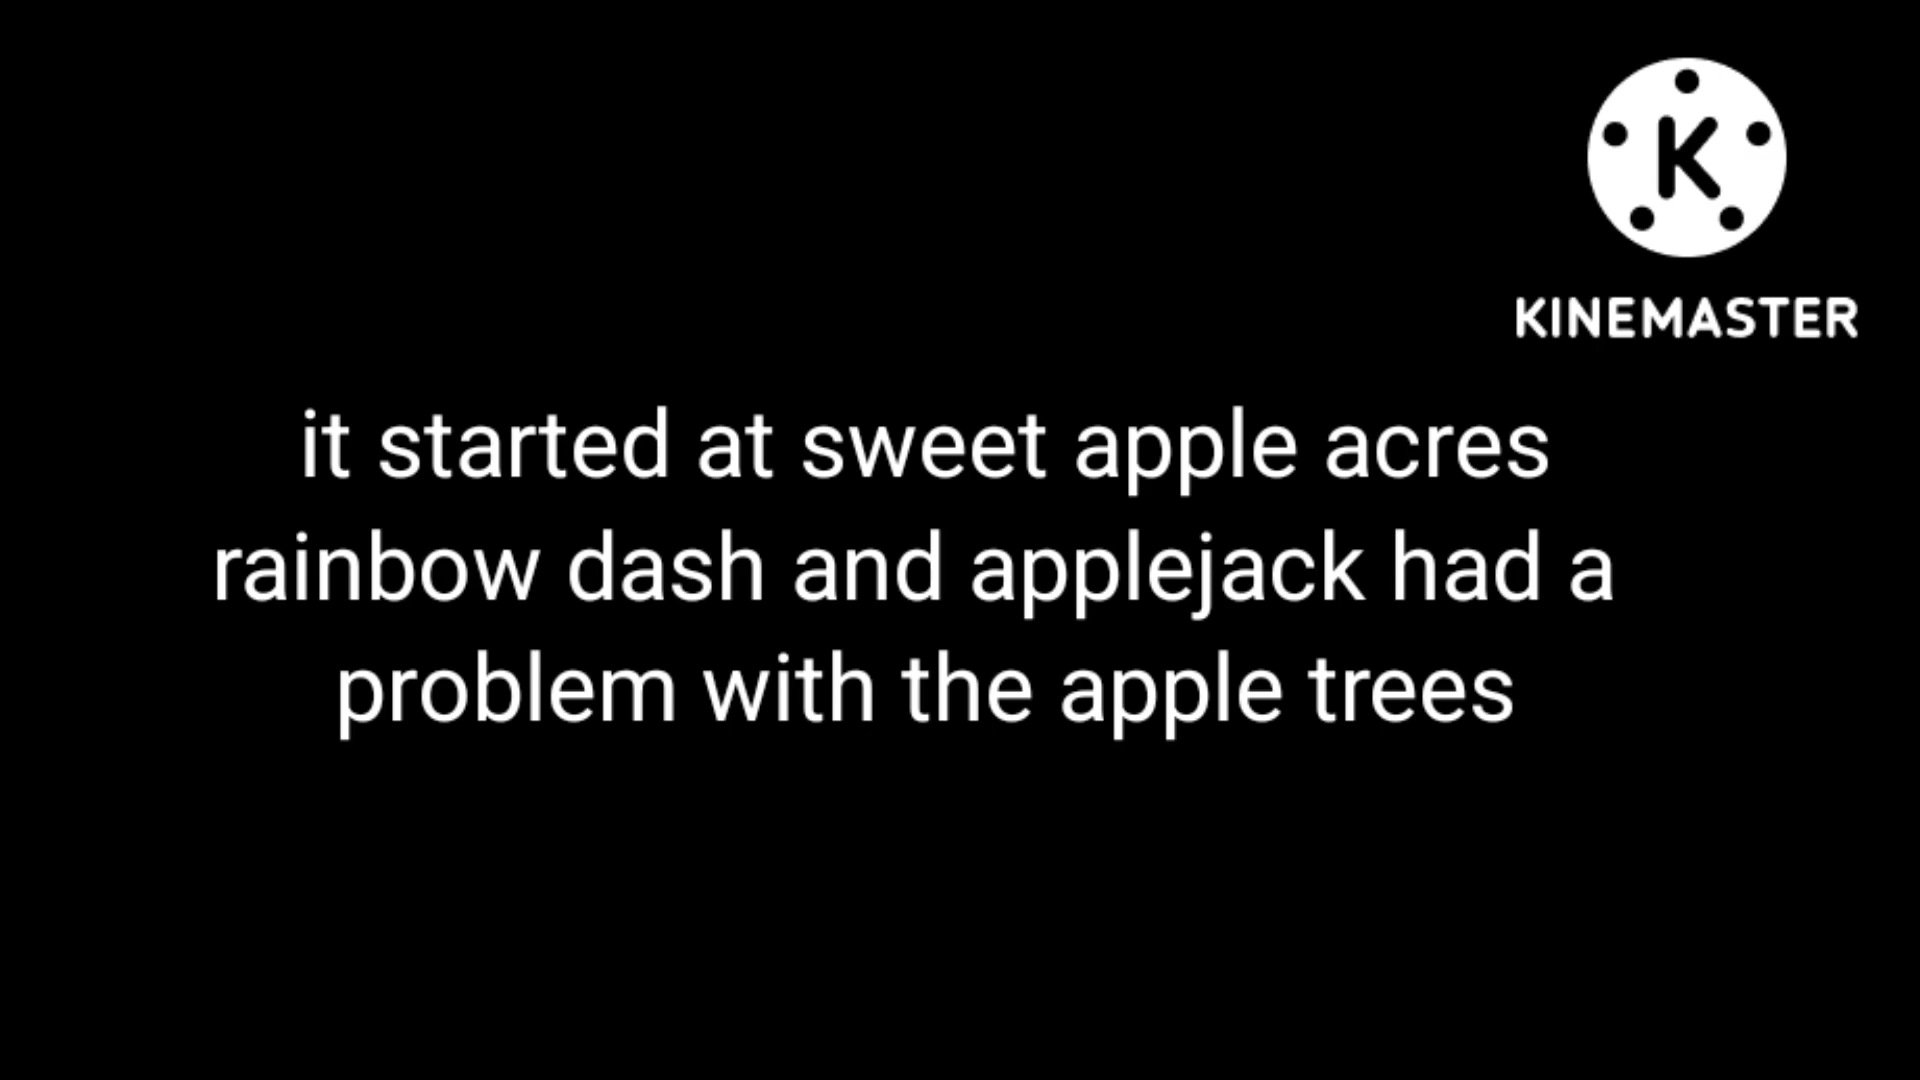 K
KINEMASTER
it started at sweet apple acres
rainbow dash and applejack had a
problem with the apple trees